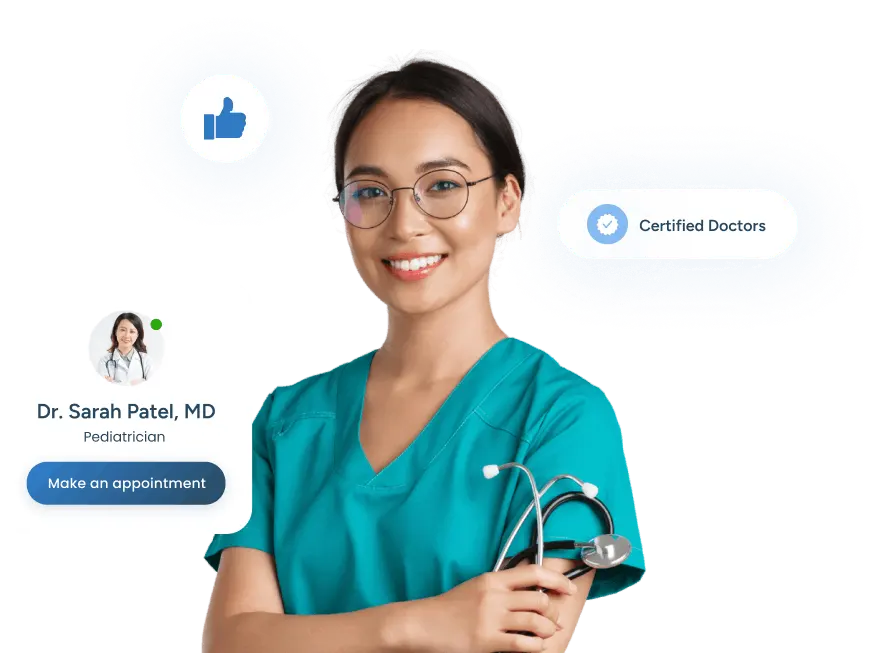 Certified Doctors
Dr. Sarah Patel, MD
Pediatrician
Make an appointment